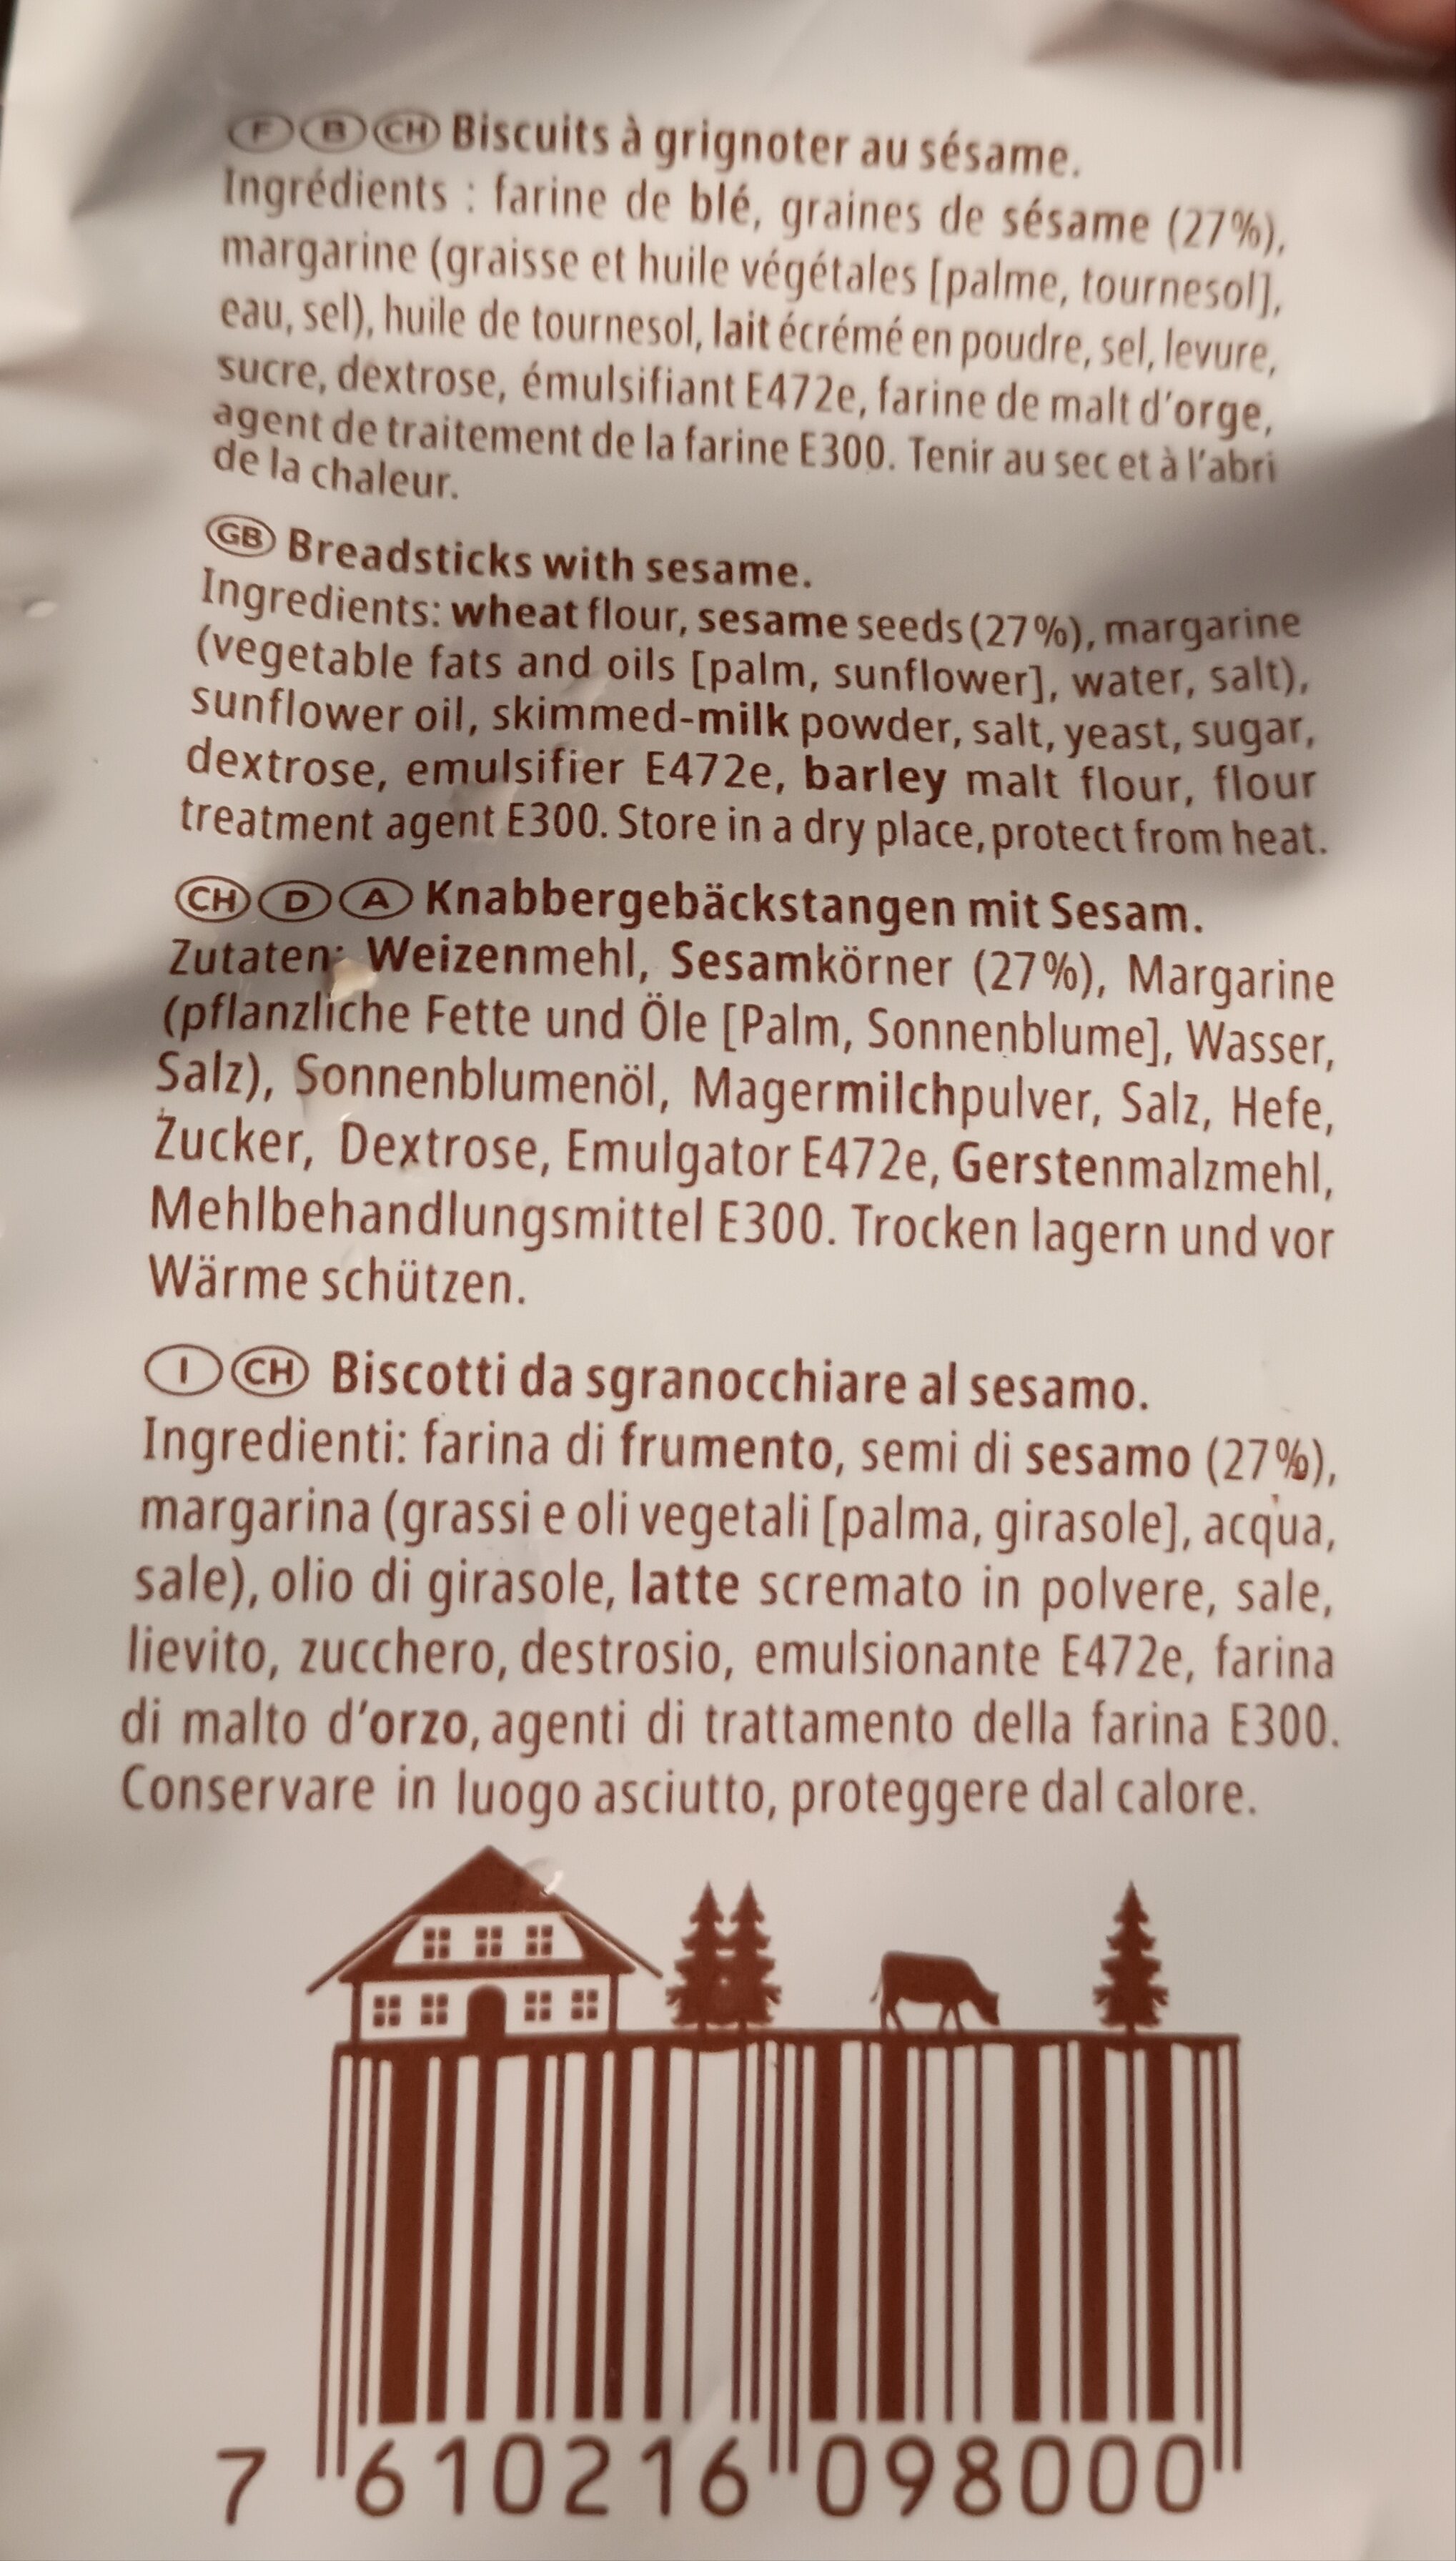 F B CH Biscuits à grignoter au sésame.
Ingrédients : farine de blé, graines de sésame (27%),
margarine (graisse et huile végétales [palme, tournesol],
eau, sel), huile de tournesol, lait écrémé en poudre, sel, levure,
sucre, dextrose, émulsifiant E472e, farine de malt d'orge,
agent de traitement de la farine E300. Tenir au sec et à l'abri
de la chaleur.
GB Breadsticks with sesame.
Ingredients: wheat flour, sesame seeds (27%), margarine
(vegetable fats and oils [palm, sunflower], water, salt),
sunflower oil, skimmed-milk powder, salt, yeast, sugar,
dextrose, emulsifier E472e, barley malt flour, flour
treatment agent E300. Store in a dry place, protect from heat.
CH D A Knabbergebäckstangen mit Sesam.
Zutaten: Weizenmehl, Sesamkörner (27%), Margarine
(pflanzliche Fette und Öle [Palm, Sonnenblume], Wasser,
Salz), Sonnenblumenöl, Magermilchpulver, Salz, Hefe,
Zucker, Dextrose, Emulgator E472e, Gerstenmalzmehl,
Mehlbehandlungsmittel E300. Trocken lagern und vor
Wärme schützen.
I CH Biscotti da sgranocchiare al sesamo.
Ingredienti: farina di frumento, semi di sesamo (27%),
margarina (grassi e oli vegetali [palma, girasole], acqua,
sale), olio di girasole, latte scremato in polvere, sale,
lievito, zucchero, destrosio, emulsionante E472e, farina
di malto d'orzo, agenti di trattamento della farina E300.
Conservare in luogo asciutto, proteggere dal calore.
7 610216 098000